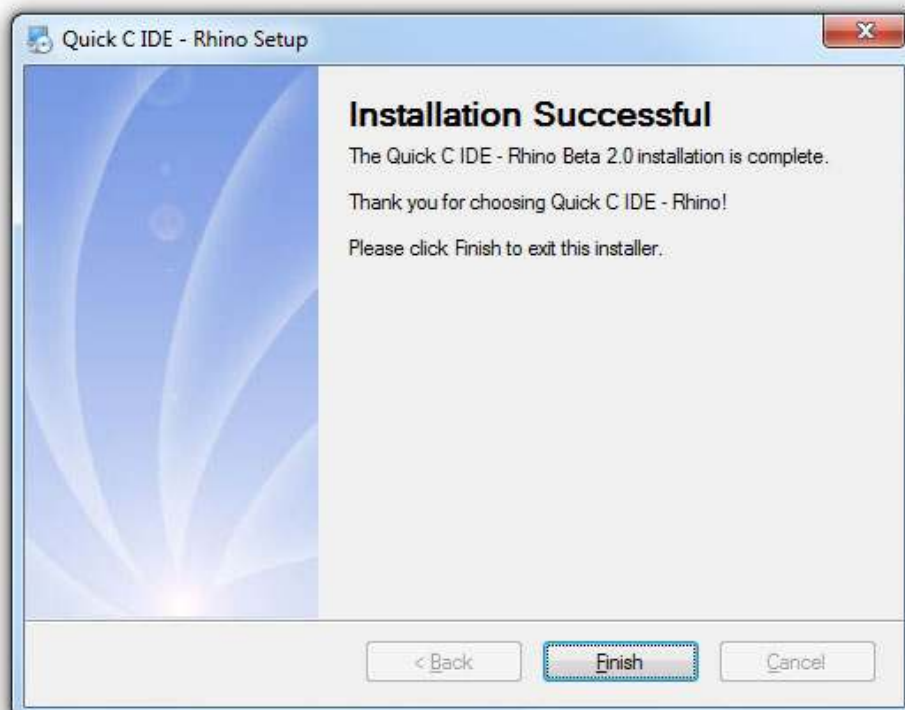 Quick C IDE - Rhino Setup
Installation Successful
The Quick C IDE - Rhino Beta 2.0 installation is complete.
Thank you for choosing Quick C IDE - Rhino!
Please click Finish to exit this installer.
< Back Finish Cancel